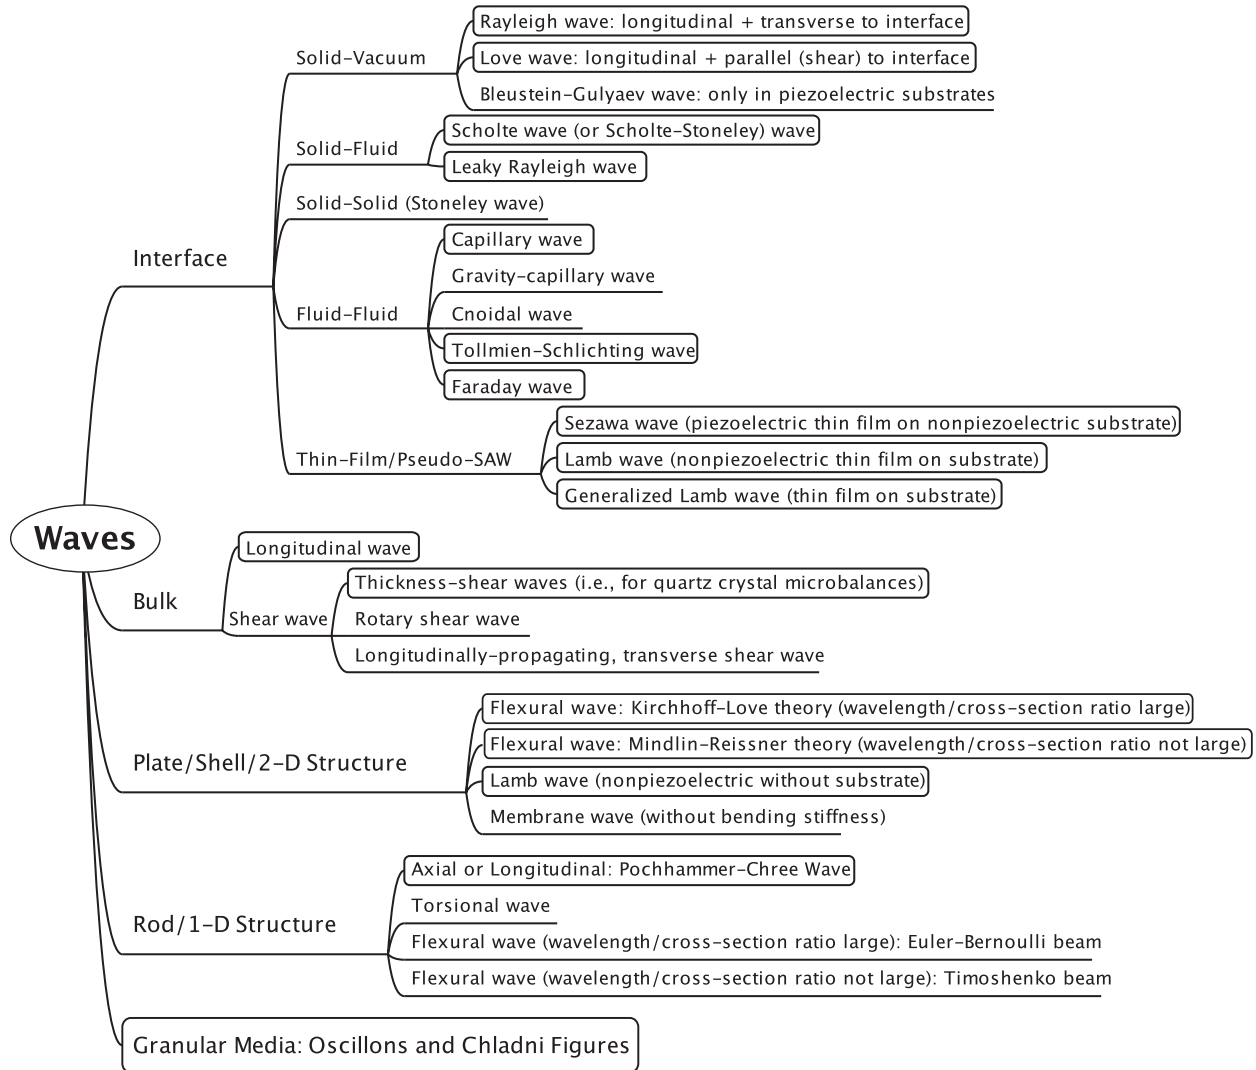 Rayleigh wave: longitudinal + transverse to interface
Solid-Vacuum
Love wave: longitudinal + parallel (shear) to interface
Bleustein-Gulyaev wave: only in piezoelectric substrates
Scholte wave (or Scholte-Stoneley) wave
Solid-Fluid
Leaky Rayleigh wave
Solid-Solid (Stoneley wave)
Capillary wave
Interface
Gravity-capillary wave
Fluid-Fluid
Cnoidal wave
Tollmien-Schlichting wave
Faraday wave
Sezawa wave (piezoelectric thin film on nonpiezoelectric substrate)
Thin-Film/Pseudo-SAW
Lamb wave (nonpiezoelectric thin film on substrate)
Generalized Lamb wave (thin film on substrate)
Waves
Longitudinal wave
Bulk
Thickness-shear waves (i.e., for quartz crystal microbalances)
Shear wave
Rotary shear wave
Longitudinally-propagating, transverse shear wave
Flexural wave: Kirchhoff-Love theory (wavelength/cross-section ratio large)
Flexural wave: Mindlin-Reissner theory (wavelength/cross-section ratio not large)
Plate/Shell/2-D Structure
Lamb wave (nonpiezoelectric without substrate)
Membrane wave (without bending stiffness)
Axial or Longitudinal: Pochhammer-Chree Wave
Torsional wave
Rod/1-D Structure
Flexural wave (wavelength/cross-section ratio large): Euler-Bernoulli beam
Flexural wave (wavelength/cross-section ratio not large): Timoshenko beam
Granular Media: Oscillons and Chladni Figures